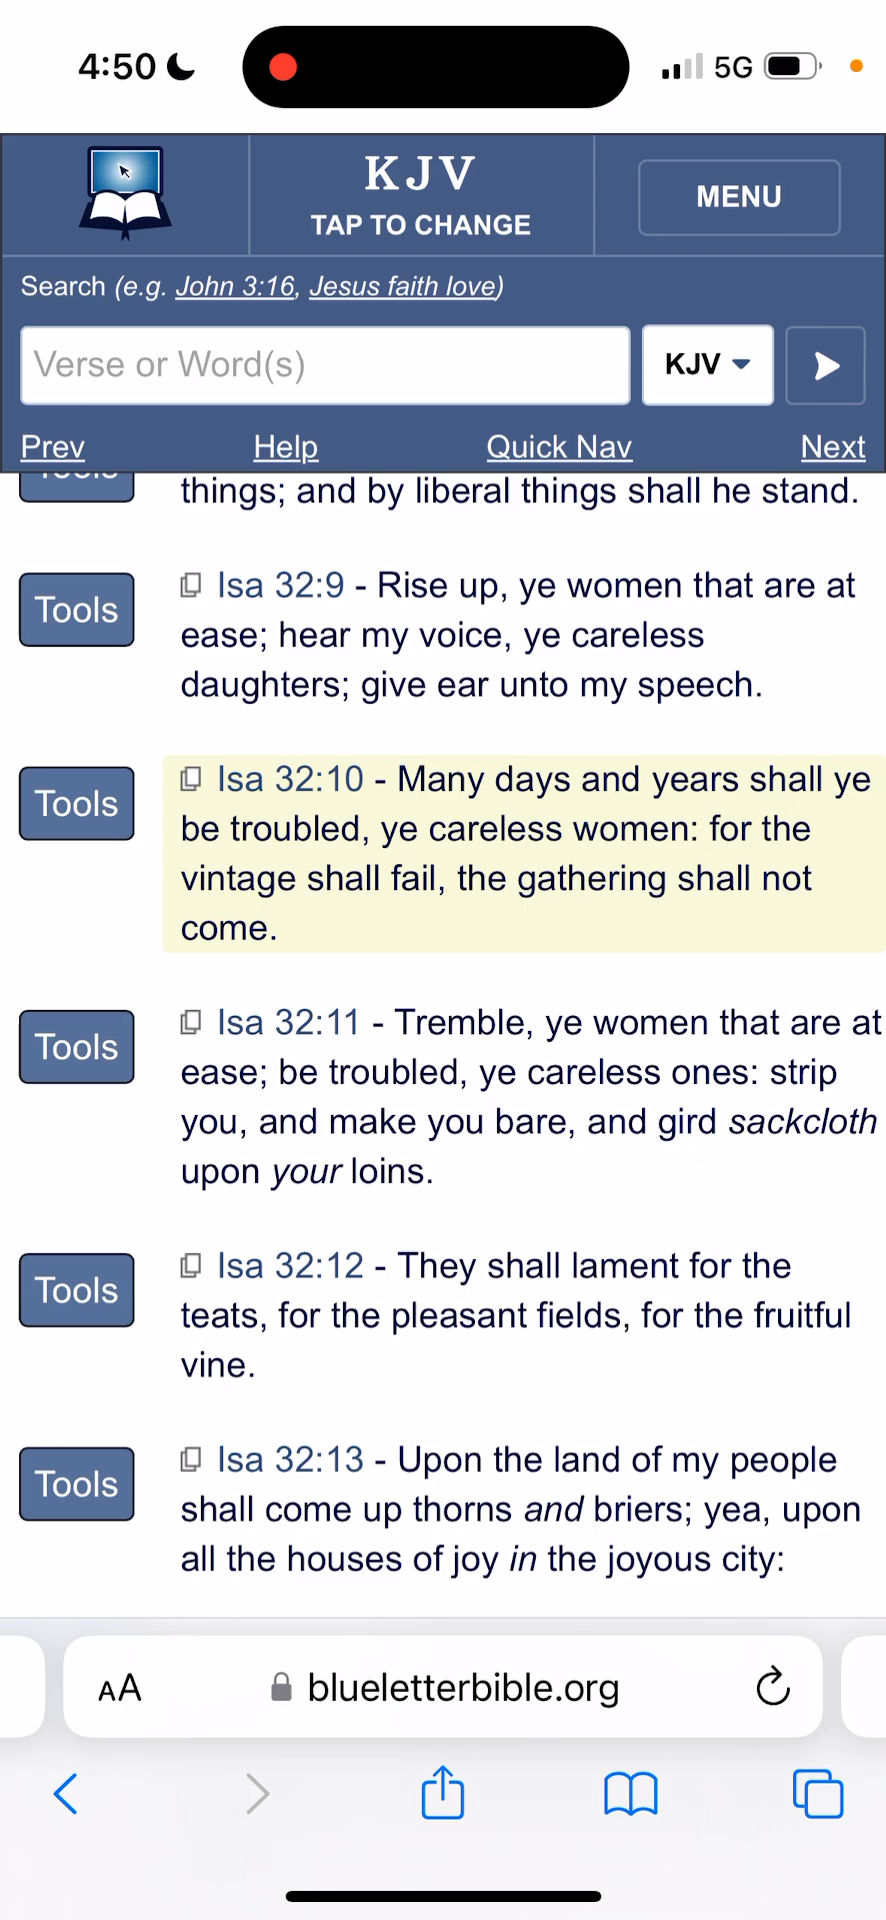 4:50
5G
KJV
TAP TO CHANGE
MENU
Search (e.g. John 3:16, Jesus faith love)
Verse or Word(s)
KJV
Prev Help Quick Nav Next
Tools
things; and by liberal things shall he stand.
Tools
Isa 32:9 - Rise up, ye women that are at
ease; hear my voice, ye careless
daughters; give ear unto my speech.
Tools
Isa 32:10 - Many days and years shall ye
be troubled, ye careless women: for the
vintage shall fail, the gathering shall not
come.
Tools
Isa 32:11 - Tremble, ye women that are at
ease; be troubled, ye careless ones: strip
you, and make you bare, and gird sackcloth
upon your loins.
Tools
Isa 32:12 - They shall lament for the
teats, for the pleasant fields, for the fruitful
vine.
Tools
Isa 32:13 - Upon the land of my people
shall come up thorns and briers; yea, upon
all the houses of joy in the joyous city:
AA
blueletterbible.org